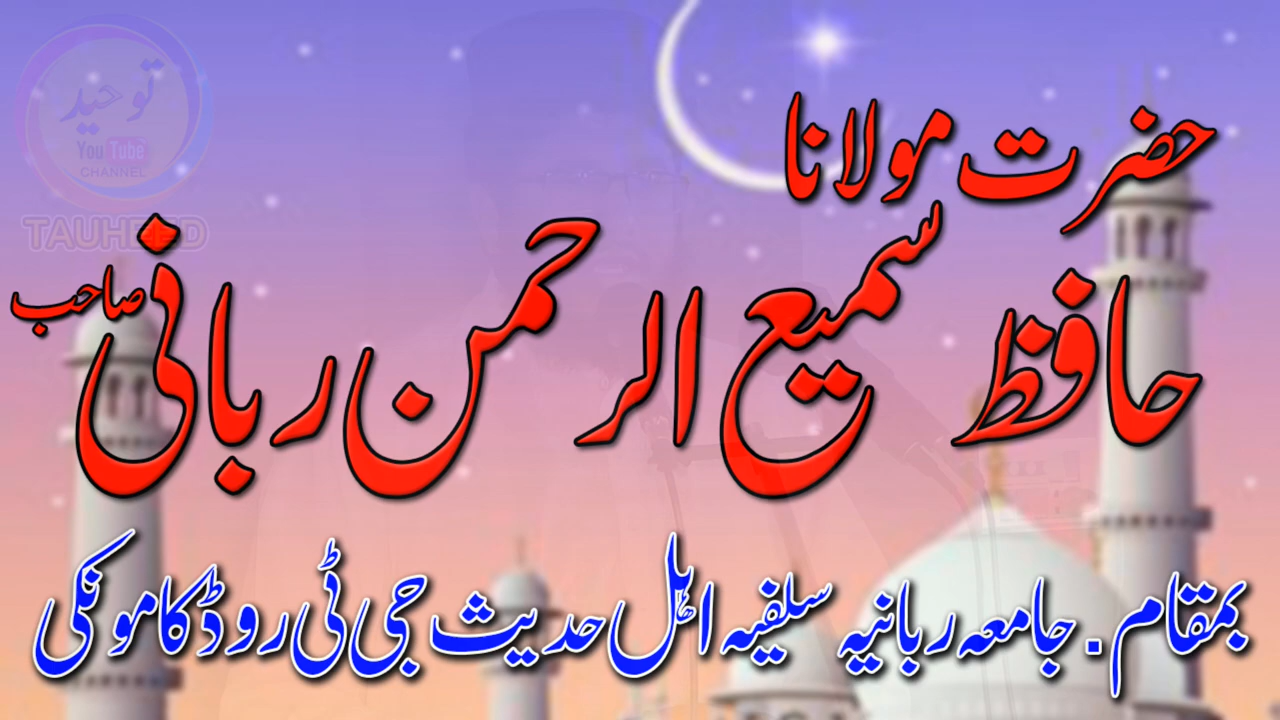 توحید
YouTube
CHANNEL
TAUHEED
حضرت مولانا
حافظ سمیع الرحمن ربانی صاحب
بمقام . جامعہ ربانیہ سلفیہ اہل حدیث جی ٹی روڈ کامونکی